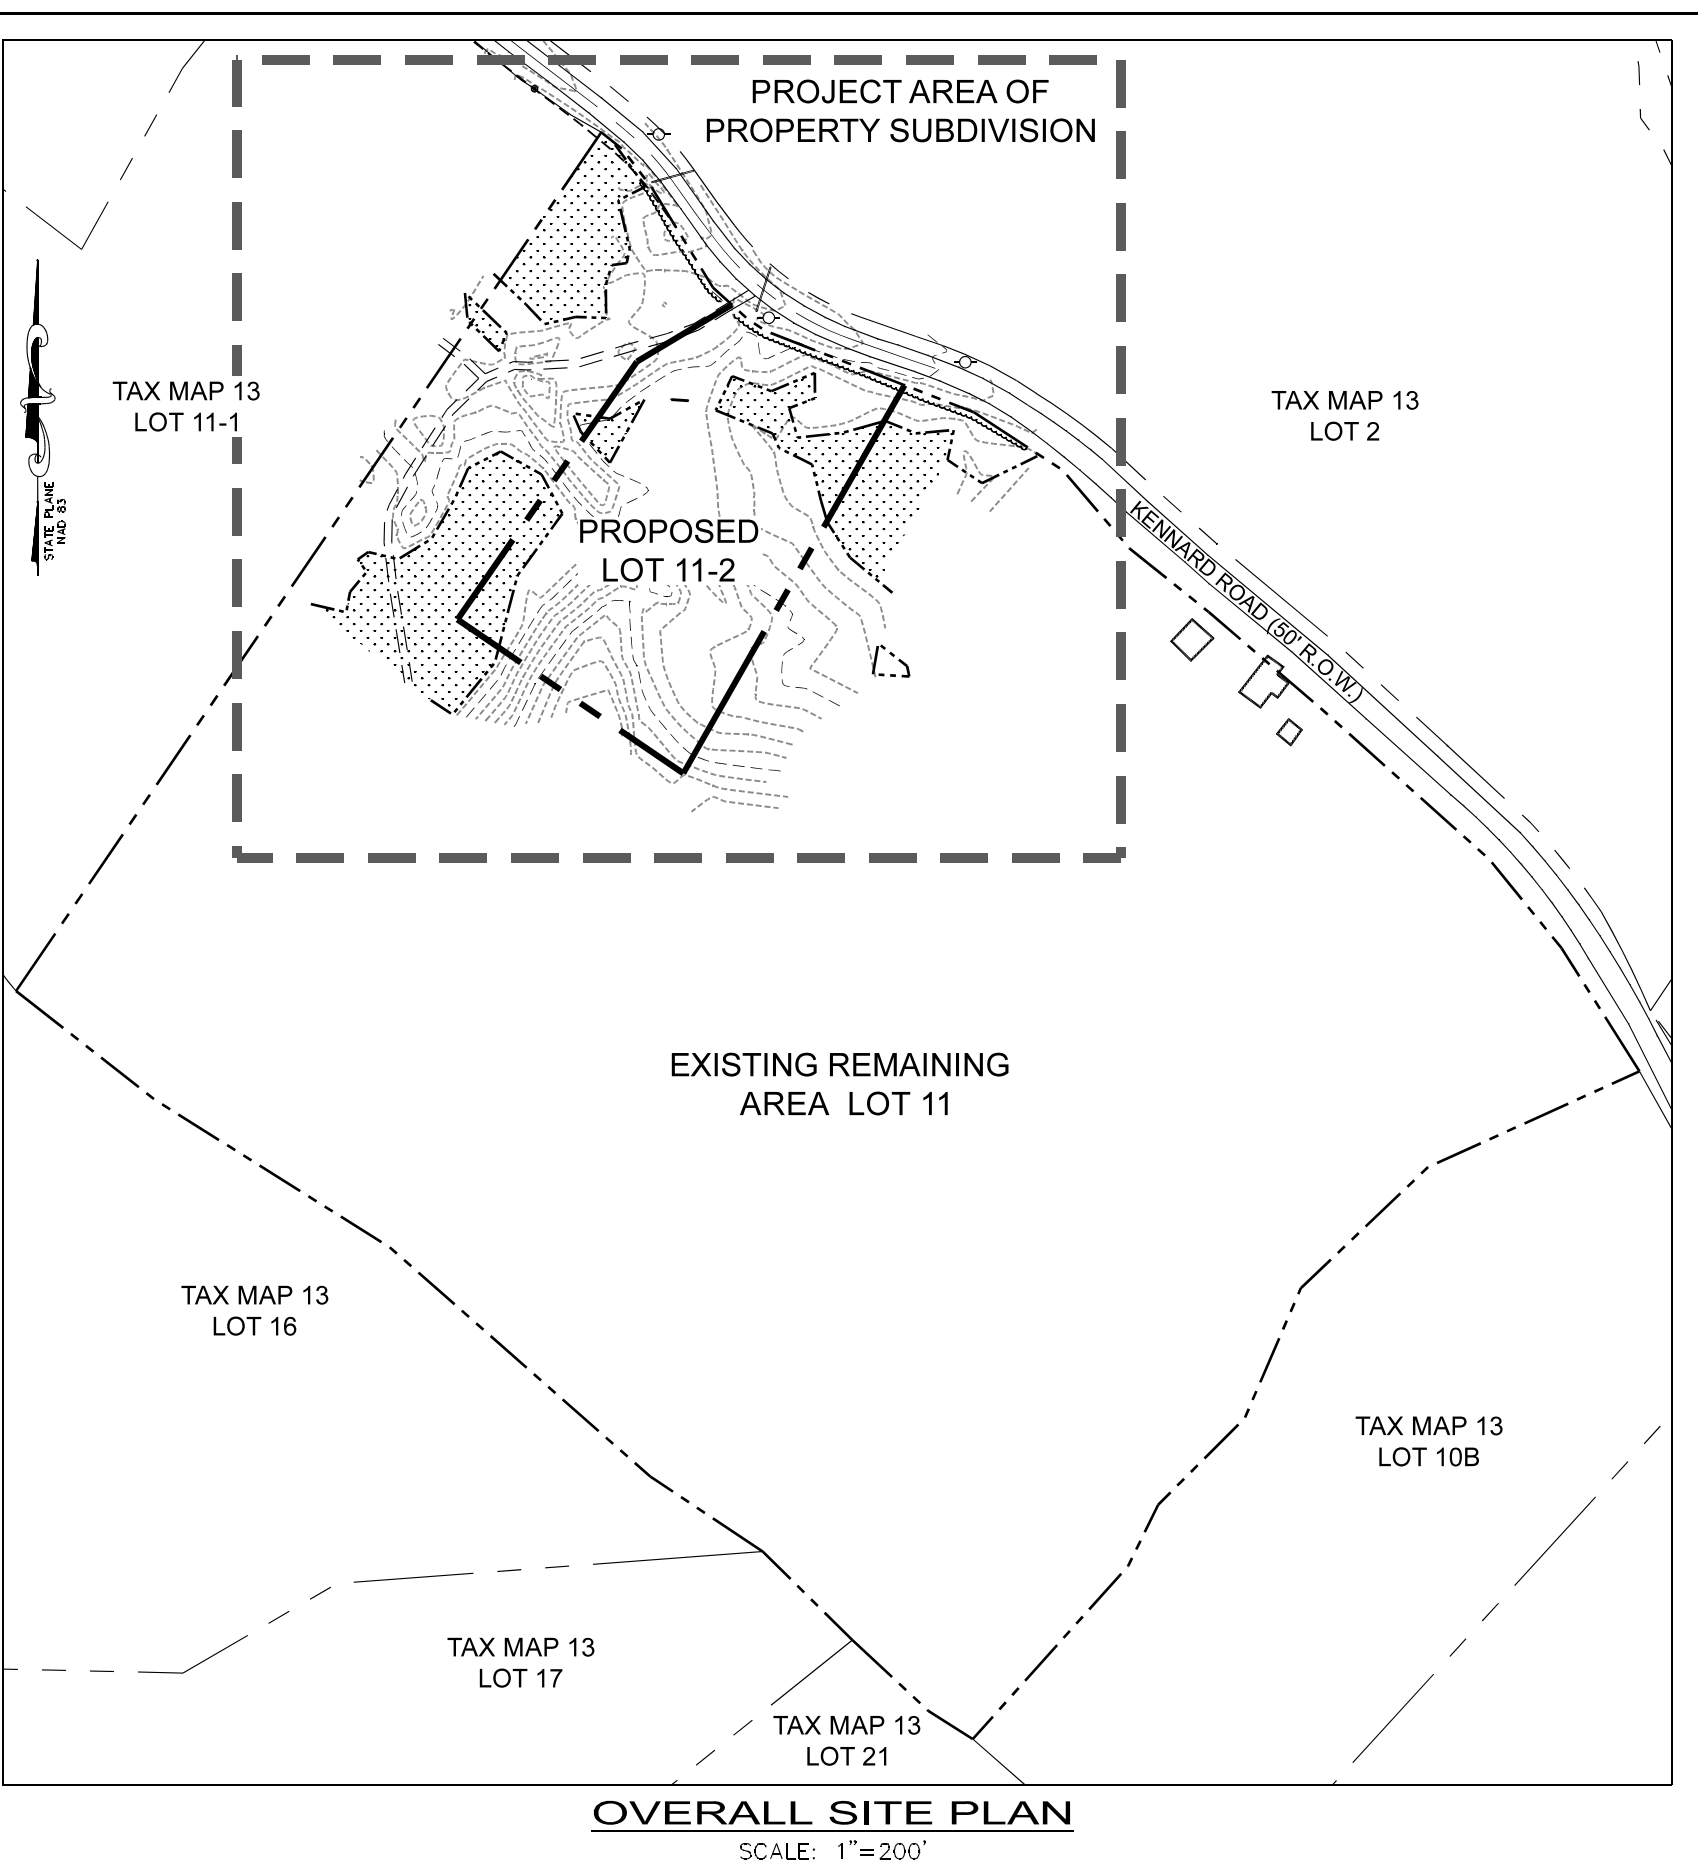 PROJECT AREA OF
PROPERTY SUBDIVISION
TAX MAP 13
LOT 11-1
TAX MAP 13
LOT 2
STATE PLANE
NAD 83
PROPOSED
LOT 11-2
KENNARD ROAD (50' R.O.W.)
EXISTING REMAINING
AREA LOT 11
TAX MAP 13
LOT 16
TAX MAP 13
LOT 10B
TAX MAP 13
LOT 17
TAX MAP 13
LOT 21
OVERALL SITE PLAN
SCALE: 1"=200'